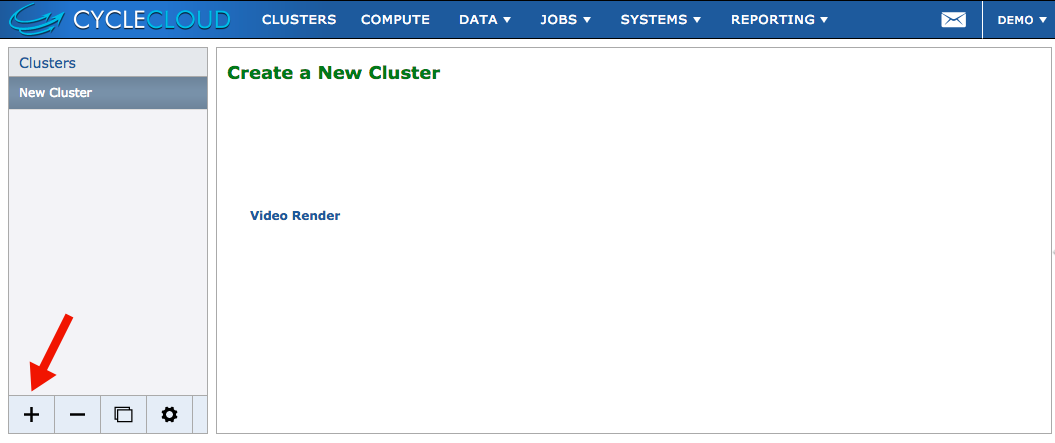 CYCLECLOUD CLUSTERS COMPUTE DATA JOBS SYSTEMS REPORTING DEMO
Clusters
New Cluster
Create a New Cluster
Video Render